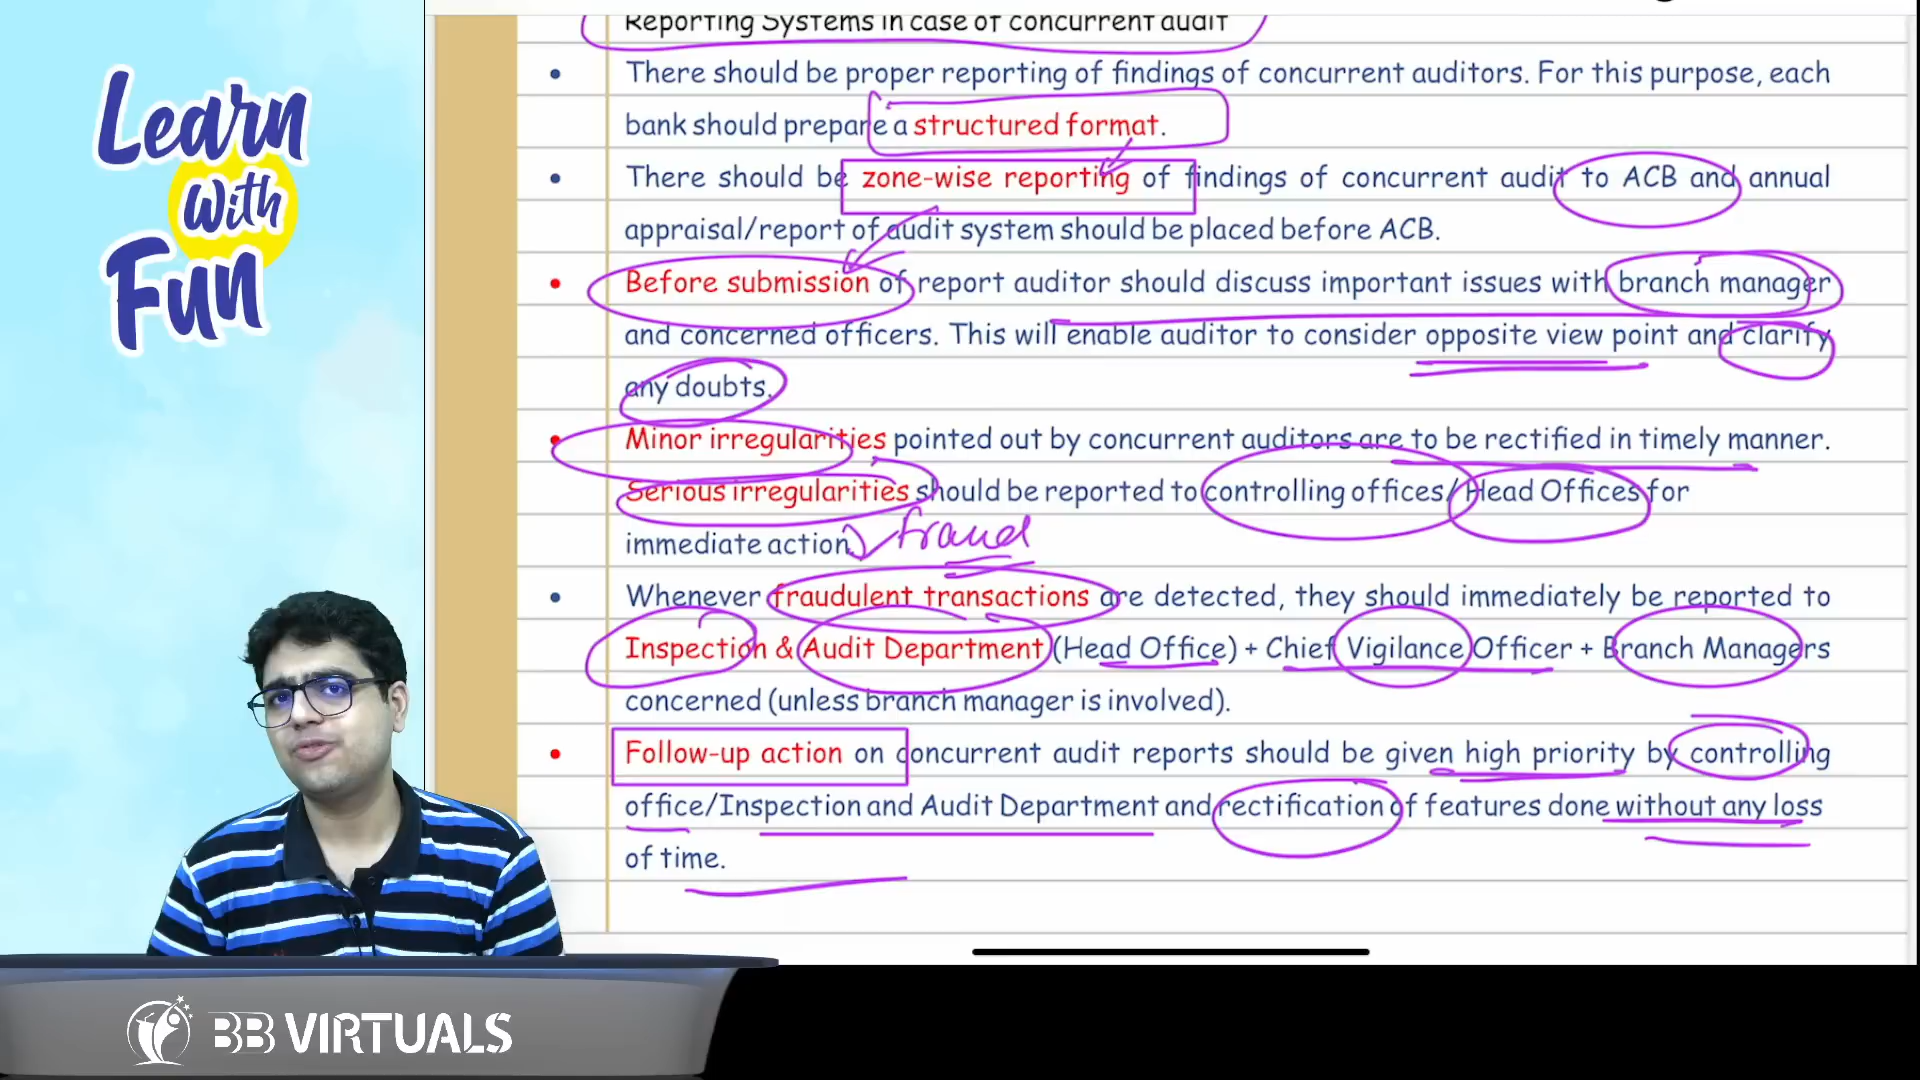 Learn
With
Fun
Reporting Systems in case of concurrent audit
• There should be proper reporting of findings of concurrent auditors. For this purpose, each
bank should prepare a structured format.
• There should be zone-wise reporting of findings of concurrent audit to ACB and annual
appraisal/report of audit system should be placed before ACB.
• Before submission of report auditor should discuss important issues with branch manager
and concerned officers. This will enable auditor to consider opposite view point and clarify
any doubts.
• Minor irregularities pointed out by concurrent auditors are to be rectified in timely manner.
Serious irregularities should be reported to controlling offices/ Head Offices for
immediate action. fraud
• Whenever fraudulent transactions are detected, they should immediately be reported to
Inspection & Audit Department (Head Office) + Chief Vigilance Officer + Branch Managers
concerned (unless branch manager is involved).
• Follow-up action on concurrent audit reports should be given high priority by controlling
office/Inspection and Audit Department and rectification of features done without any loss
of time.
BB VIRTUALS